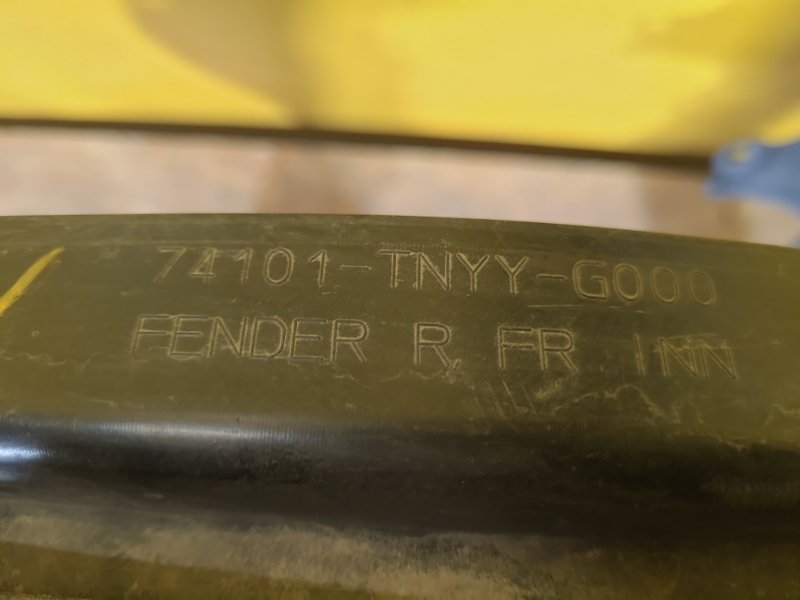 74101-TNYY-G000
FENDER R, FR INN